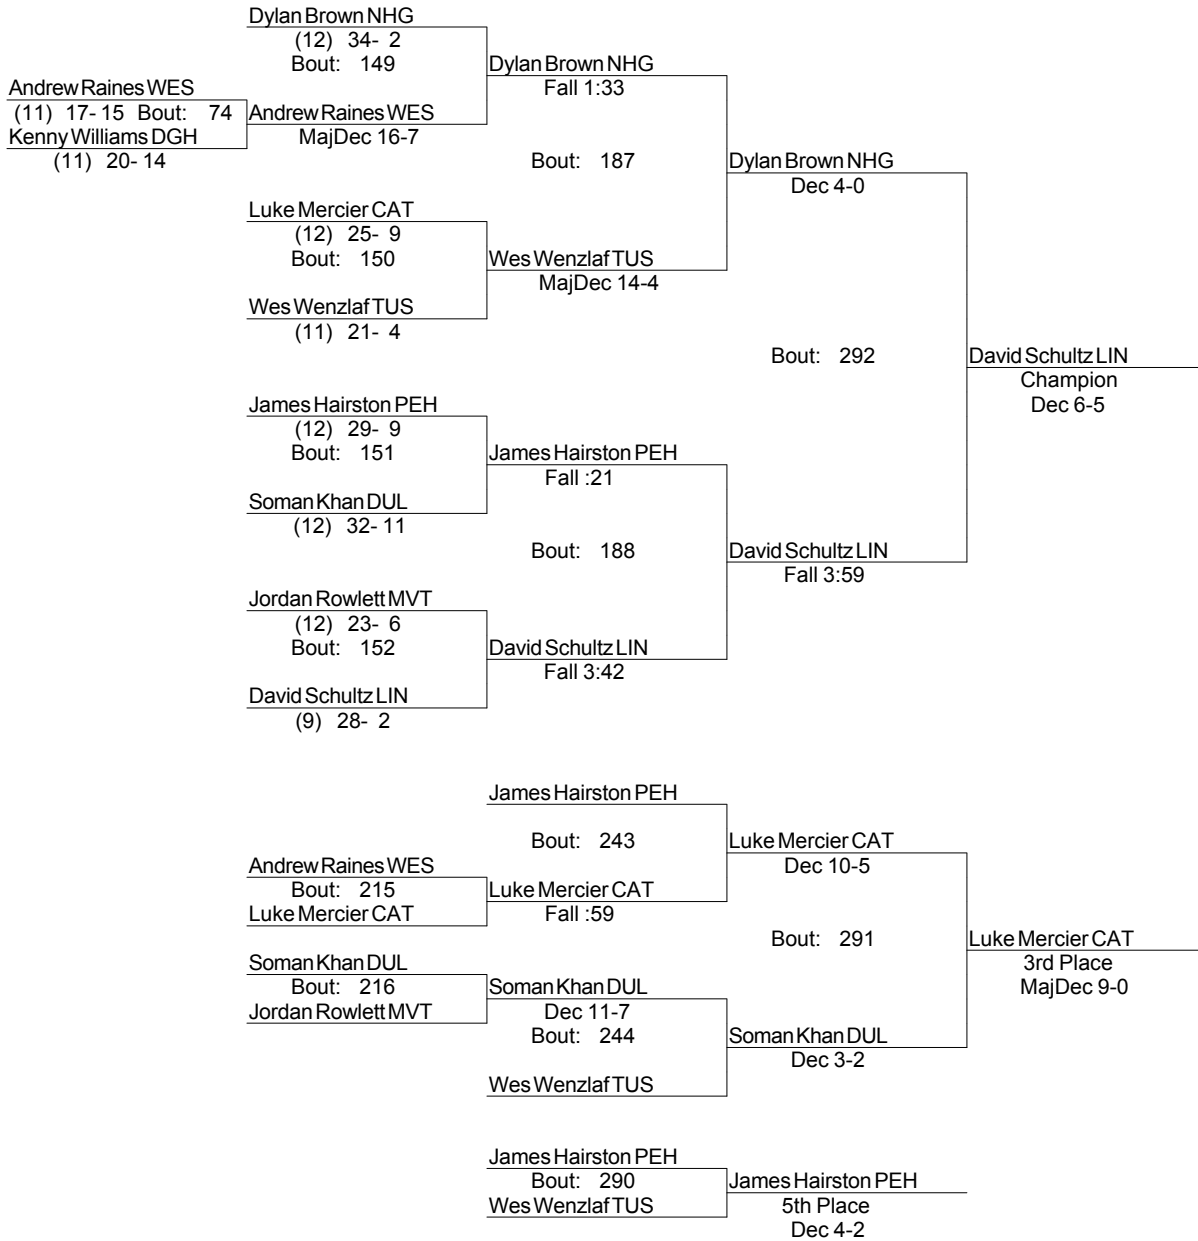 Dylan Brown NHG
(12) 34- 2
Bout: 149
Dylan Brown NHG
Fall 1:33
Andrew Raines WES
(11) 17- 15 Bout: 74
Andrew Raines WES
MajDec 16-7
Kenny Williams DGH
(11) 20- 14
Bout: 187
Dylan Brown NHG
Dec 4-0
Luke Mercier CAT
(12) 25- 9
Bout: 150
Wes Wenzlaf TUS
MajDec 14-4
Wes Wenzlaf TUS
(11) 21- 4
Bout: 292
David Schultz LIN
Champion
Dec 6-5
James Hairston PEH
(12) 29- 9
Bout: 151
James Hairston PEH
Fall :21
Soman Khan DUL
(12) 32- 11
Bout: 188
David Schultz LIN
Fall 3:59
Jordan Rowlett MVT
(12) 23- 6
Bout: 152
David Schultz LIN
Fall 3:42
David Schultz LIN
(9) 28- 2
James Hairston PEH
Bout: 243
Luke Mercier CAT
Dec 10-5
Andrew Raines WES
Bout: 215
Luke Mercier CAT
Fall :59
Luke Mercier CAT
Bout: 291
Luke Mercier CAT
3rd Place
MajDec 9-0
Soman Khan DUL
Bout: 216
Soman Khan DUL
Dec 11-7
Jordan Rowlett MVT
Bout: 244
Soman Khan DUL
Dec 3-2
Wes Wenzlaf TUS
James Hairston PEH
Bout: 290
James Hairston PEH
5th Place
Dec 4-2
Wes Wenzlaf TUS